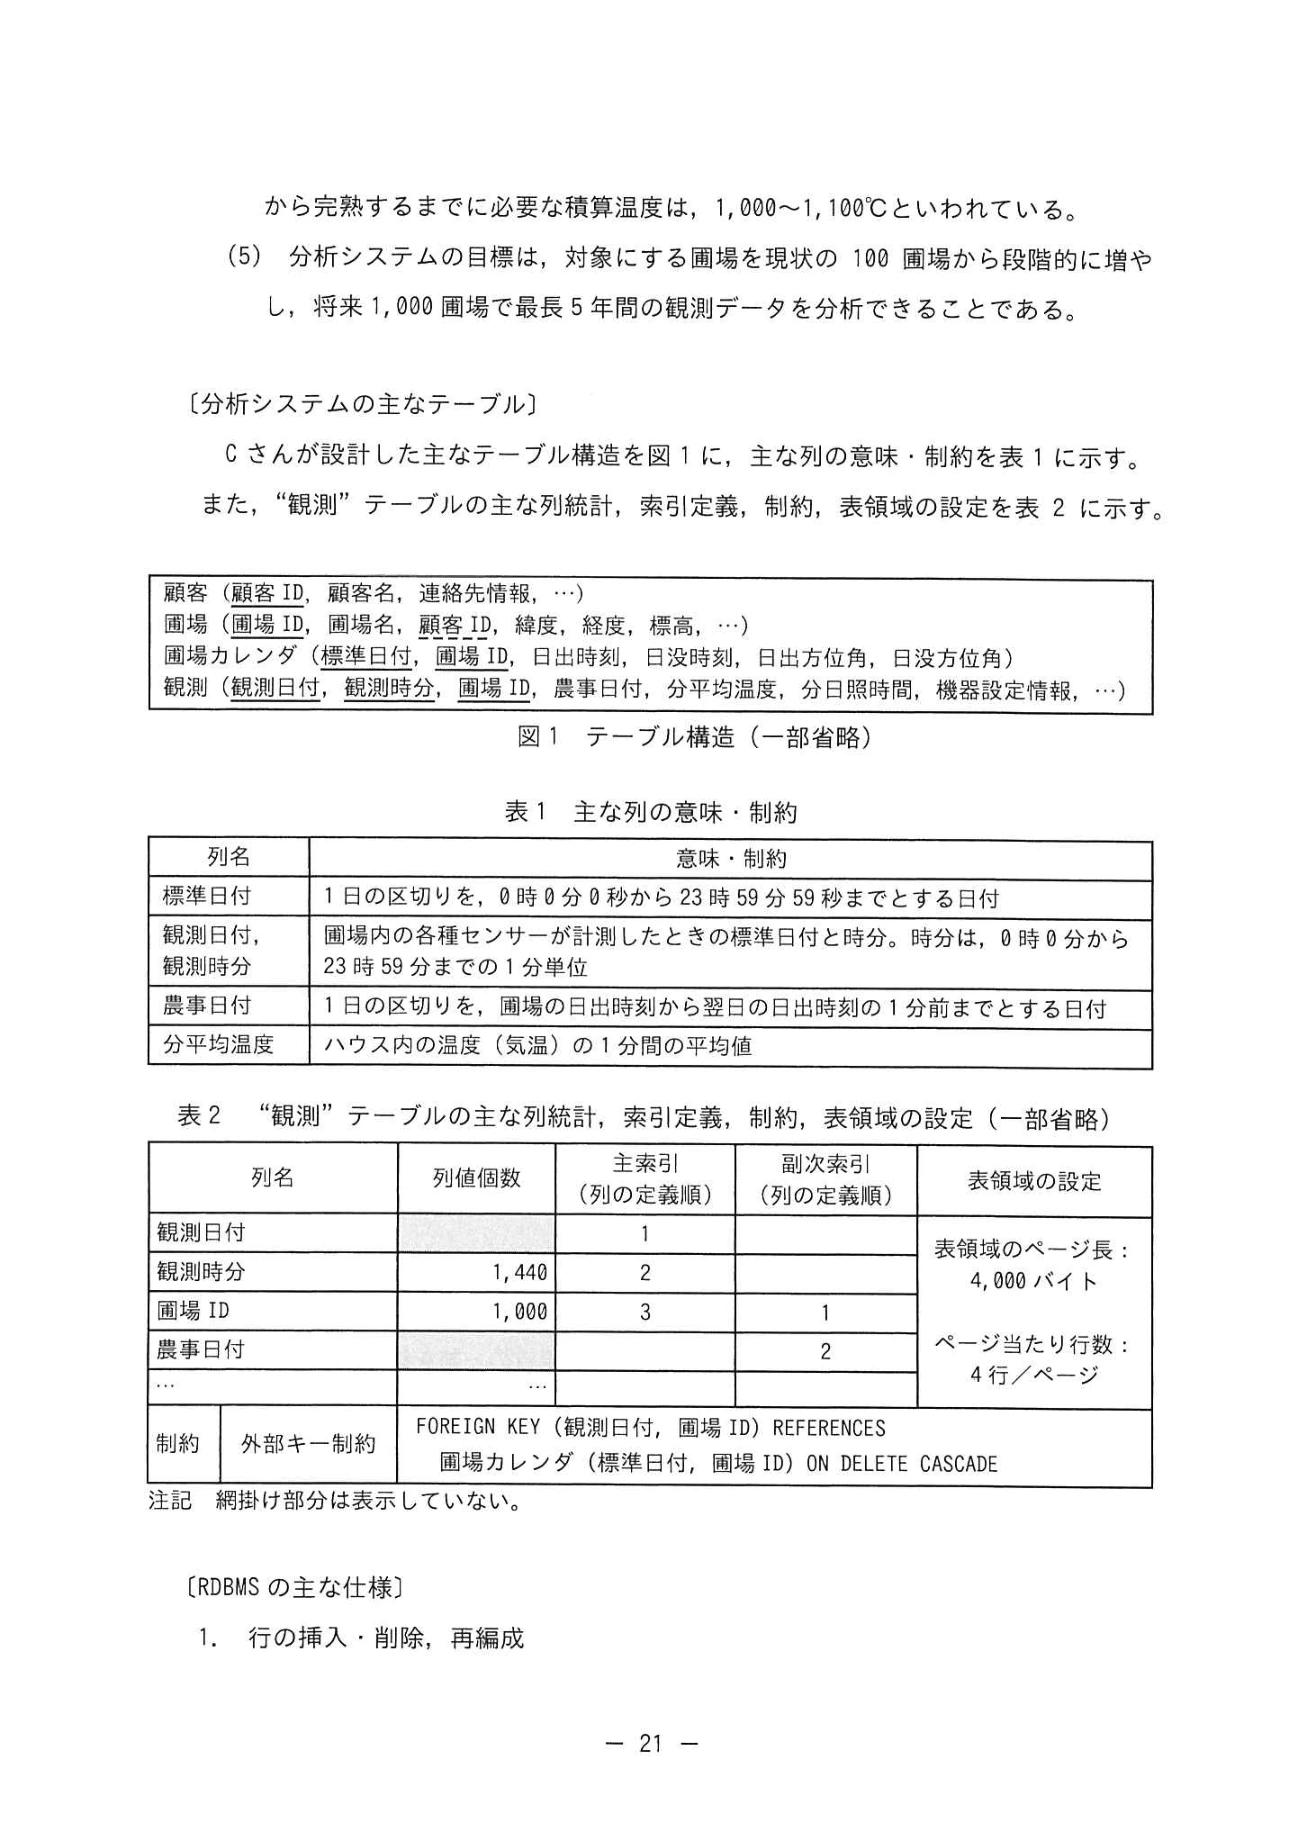 から完熟するまでに必要な積算温度は，1,000～1,100℃といわれている。
(5) 分析システムの目標は，対象にする圃場を現状の 100 圃場から段階的に増や
し，将来 1,000 圃場で最長 5 年間の観測データを分析できることである。
〔分析システムの主なテーブル〕
C さんが設計した主なテーブル構造を図 1 に，主な列の意味・制約を表 1 に示す。
また，“観測” テーブルの主な列統計，索引定義，制約，表領域の設定を表 2 に示す。
顧客（顧客 ID，顧客名，連絡先情報，…）
圃場（圃場 ID，圃場名，顧客 ID，緯度，経度，標高，…）
圃場カレンダ（標準日付，圃場 ID，日出時刻，日没時刻，日出方位角，日没方位角）
観測（観測日付，観測時分，圃場 ID，農事日付，分平均温度，分日照時間，機器設定情報，…）
図 1 テーブル構造（一部省略）
表 1 主な列の意味・制約
列名 意味・制約
標準日付 1 日の区切りを，0 時 0 分 0 秒から 23 時 59 分 59 秒までとする日付
観測日付， 圃場内の各種センサーが計測したときの標準日付と時分。時分は，0 時 0 分から
観測時分 23 時 59 分までの 1 分単位
農事日付 1 日の区切りを，圃場の日出時刻から翌日の日出時刻の 1 分前までとする日付
分平均温度 ハウス内の温度（気温）の 1 分間の平均値
表 2 “観測” テーブルの主な列統計，索引定義，制約，表領域の設定（一部省略）
列名 列値個数 主索引 （列の定義順） 副次索引 （列の定義順） 表領域の設定
観測日付 1
観測時分 1,440 2
圃場 ID 1,000 3 1
農事日付 2
… …
表領域のページ長：
4,000 バイト
ページ当たり行数：
4 行／ページ
制約 外部キー制約 FOREIGN KEY（観測日付，圃場 ID）REFERENCES
圃場カレンダ（標準日付，圃場 ID）ON DELETE CASCADE
注記 網掛け部分は表示していない。
〔RDBMS の主な仕様〕
1. 行の挿入・削除，再編成
－ 21 －